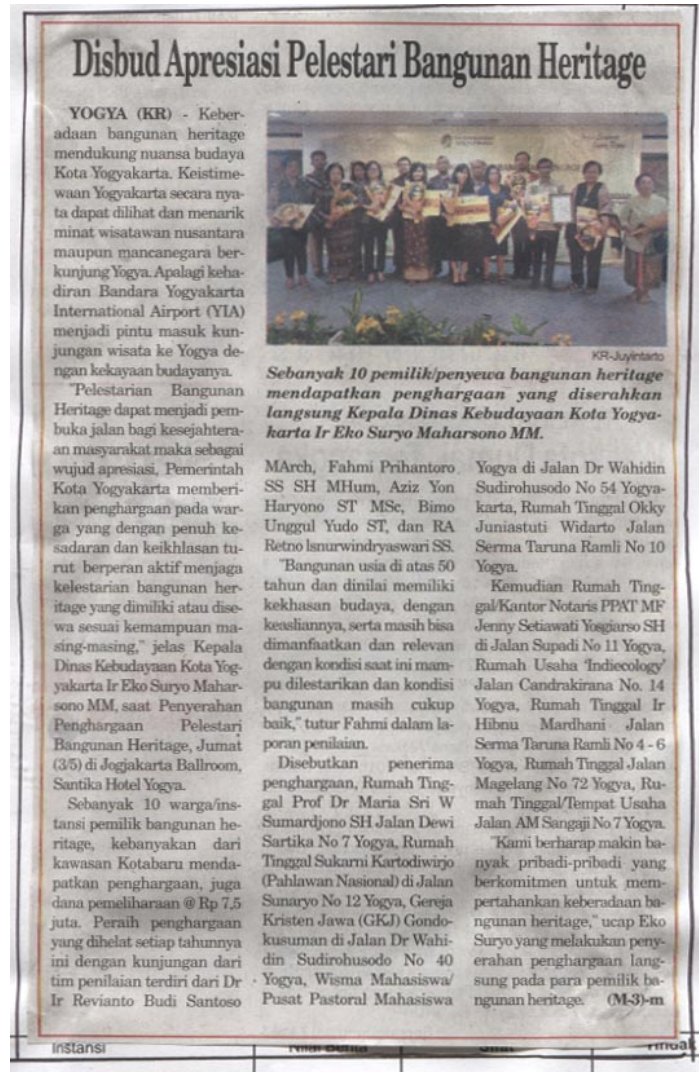 Disbud Apresiasi Pelestari Bangunan Heritage
YOGYA (KR) - Keber-
adaan bangunan heritage
mendukung nuansa budaya
Kota Yogyakarta. Keistime-
waan Yogyakarta secara nya-
ta dapat dilihat dan menarik
minat wisatawan nusantara
maupun mancanegara ber-
kunjung Yogya. Apalagi keha-
diran Bandara Yogyakarta
International Airport (YIA)
menjadi pintu masuk kun-
jungan wisata ke Yogya de-
ngan kekayaan budayanya.
"Pelestarian Bangunan
Heritage dapat menjadi pem-
buka jalan bagi kesejahtera-
an masyarakat maka sebagai
wujud apresiasi, Pemerintah
Kota Yogyakarta memberi-
kan penghargaan pada war-
ga yang dengan penuh ke-
sadaran dan keikhlasan tu-
rut berperan aktif menjaga
kelestarian bangunan her-
itage yang dimiliki atau dise-
wa sesuai kemampuan ma-
sing-masing," jelas Kepala
Dinas Kebudayaan Kota Yog-
yakarta Ir Eko Suryo Mahar-
sono MM, saat Penyerahan
Penghargaan Pelestari
Bangunan Heritage, Jumat
(3/5) di Jogjakarta Ballroom,
Santika Hotel Yogya.
Sebanyak 10 warga/ins-
tansi pemilik bangunan he-
ritage, kebanyakan dari
kawasan Kotabaru menda-
patkan penghargaan, juga
dana pemeliharaan @ Rp 7,5
juta. Peraih penghargaan
yang dihelat setiap tahunnya
ini dengan kunjungan dari
tim penilaian terdiri dari Dr
Ir Revianto Budi Santoso
KR-Juyintarto
Sebanyak 10 pemilik/penyewa bangunan heritage
mendapatkan penghargaan yang diserahkan
langsung Kepala Dinas Kebudayaan Kota Yogya-
karta Ir Eko Suryo Maharsono MM.
MArch, Fahmi Prihantoro
SS SH MHum, Aziz Yon
Haryono ST MSc, Bimo
Unggul Yudo ST, dan RA
Retno Isnurwindryaswari SS.
"Bangunan usia di atas 50
tahun dan dinilai memiliki
kekhasan budaya, dengan
keasliannya, serta masih bisa
dimanfaatkan dan relevan
dengan kondisi saat ini mam-
pu dilestarikan dan kondisi
bangunan masih cukup
baik," tutur Fahmi dalam la-
poran penilaian.
Disebutkan penerima
penghargaan, Rumah Ting-
gal Prof Dr Maria Sri W
Sumardjono SH Jalan Dewi
Sartika No 7 Yogya, Rumah
Tinggal Sukarni Kartodiwirjo
(Pahlawan Nasional) di Jalan
Sunaryo No 12 Yogya, Gereja
Kristen Jawa (GKJ) Gondo-
kusuman di Jalan Dr Wahi-
din Sudirohusodo No 40
Yogya, Wisma Mahasiswa/
Pusat Pastoral Mahasiswa
Yogya di Jalan Dr Wahidin
Sudirohusodo No 54 Yogya-
karta, Rumah Tinggal Okky
Juniastuti Widarto Jalan
Serma Taruna Ramli No 10
Yogya.
Kemudian Rumah Ting-
gal/Kantor Notaris PPAT MF
Jenny Setiawati Yosgiarso SH
di Jalan Supadi No 11 Yogya,
Rumah Usaha 'Indiecology'
Jalan Candrakirana No. 14
Yogya, Rumah Tinggal Ir
Hibnu Mardhani Jalan
Serma Taruna Ramli No 4 - 6
Yogya, Rumah Tinggal Jalan
Magelang No 72 Yogya, Ru-
mah Tinggal/Tempat Usaha
Jalan AM Sangaji No 7 Yogya.
"Kami berharap makin ba-
nyak pribadi-pribadi yang
berkomitmen untuk mem-
pertahankan keberadaan ba-
ngunan heritage," ucap Eko
Suryo yang melakukan peny-
erahan penghargaan lang-
sung pada para pemilik ba-
ngunan heritage. (M-3)-m
Instansi